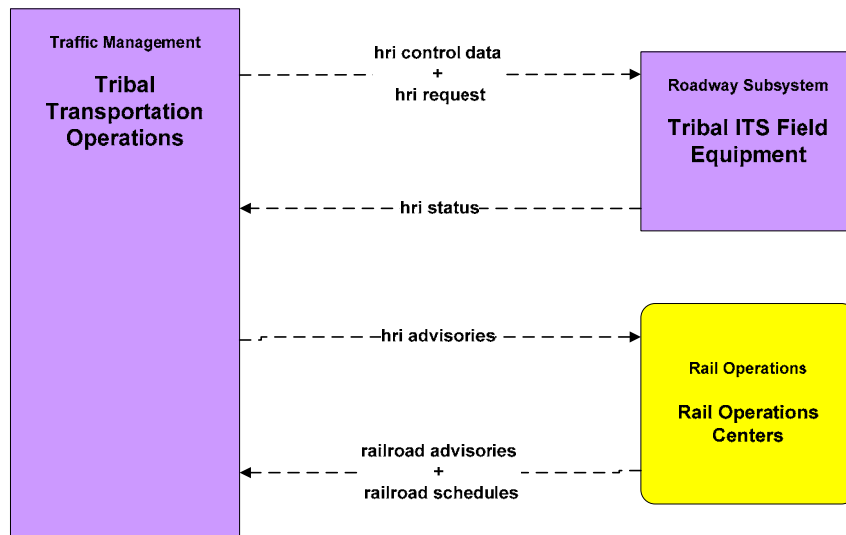 Traffic Management
Tribal
Transportation
Operations
hri control data
+
hri request
Roadway Subsystem
Tribal ITS Field
Equipment
hri status
hri advisories
Rail Operations
Rail Operations
Centers
railroad advisories
+
railroad schedules